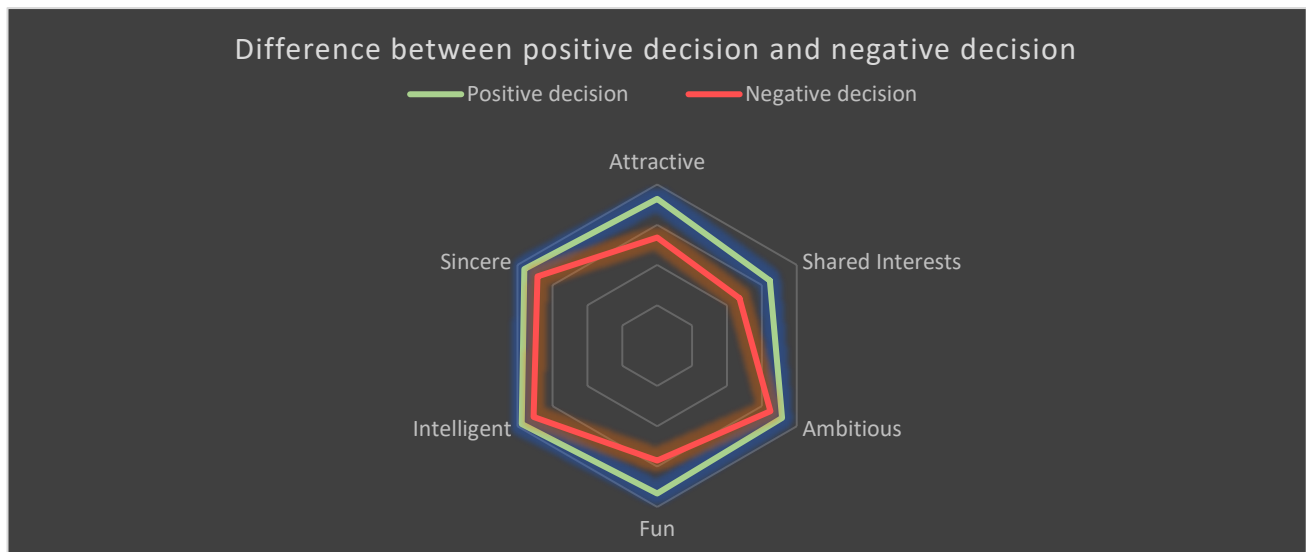 Difference between positive decision and negative decision
Positive decision Negative decision
Attractive
Sincere Shared Interests
Intelligent Ambitious
Fun